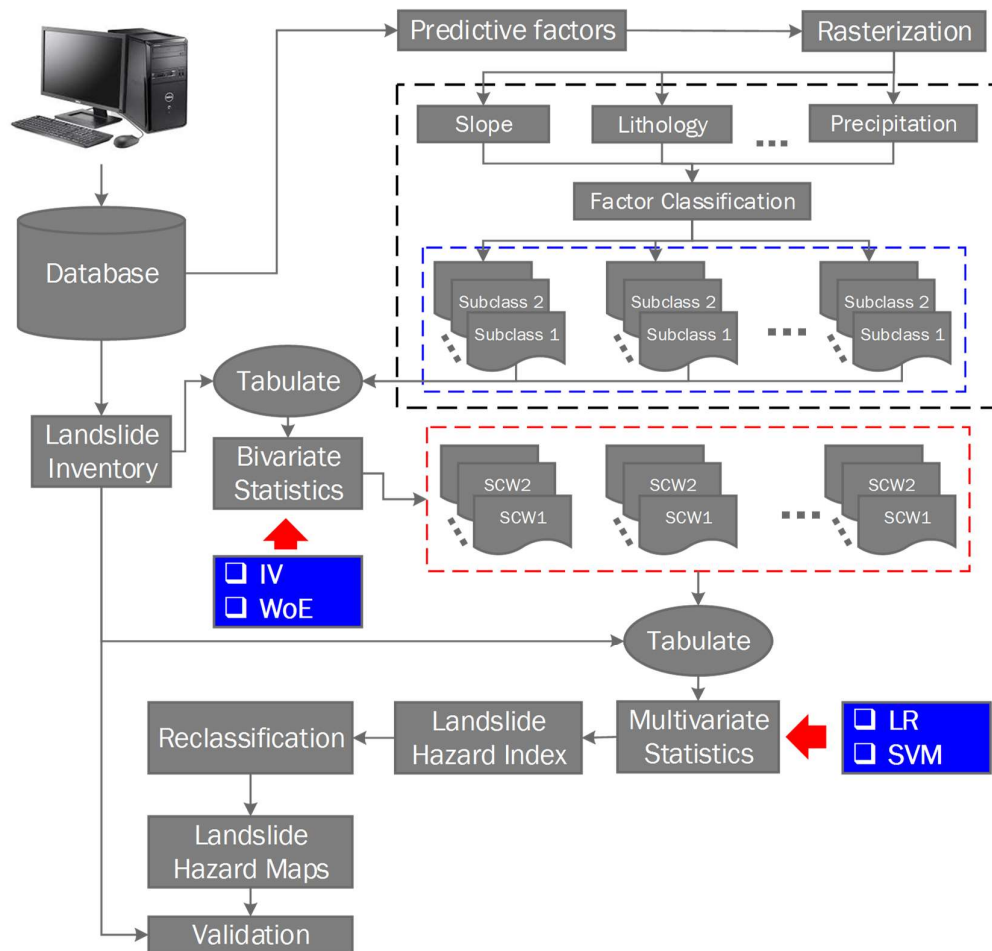 Predictive factors
Rasterization
Slope
Lithology
Precipitation
Factor Classification
Database
Subclass 2
Subclass 1
Subclass 2
Subclass 1
Subclass 2
Subclass 1
Tabulate
Landslide
Inventory
Bivariate
Statistics
SCW2
SCW1
SCW2
SCW1
SCW2
SCW1
IV
WoE
Tabulate
Multivariate
Statistics
LR
SVM
Landslide
Hazard Index
Reclassification
Landslide
Hazard Maps
Validation